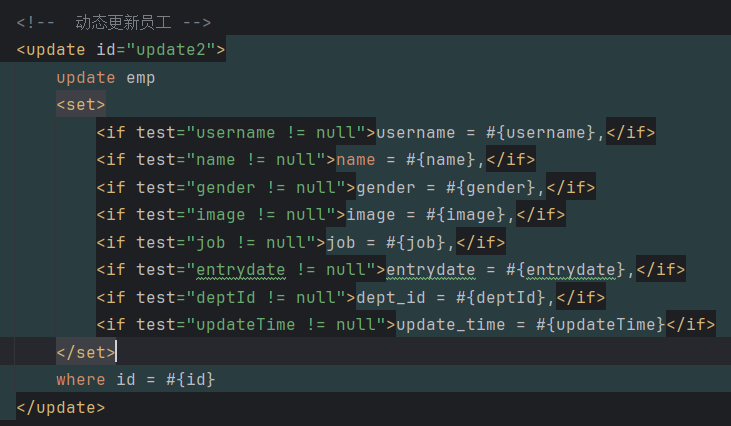 <!--  动态更新员工 -->
<update id="update2">
    update emp
    <set>
        <if test="username != null">username = #{username},</if>
        <if test="name != null">name = #{name},</if>
        <if test="gender != null">gender = #{gender},</if>
        <if test="image != null">image = #{image},</if>
        <if test="job != null">job = #{job},</if>
        <if test="entrydate != null">entrydate = #{entrydate},</if>
        <if test="deptId != null">dept_id = #{deptId},</if>
        <if test="updateTime != null">update_time = #{updateTime}</if>
    </set>
    where id = #{id}
</update>